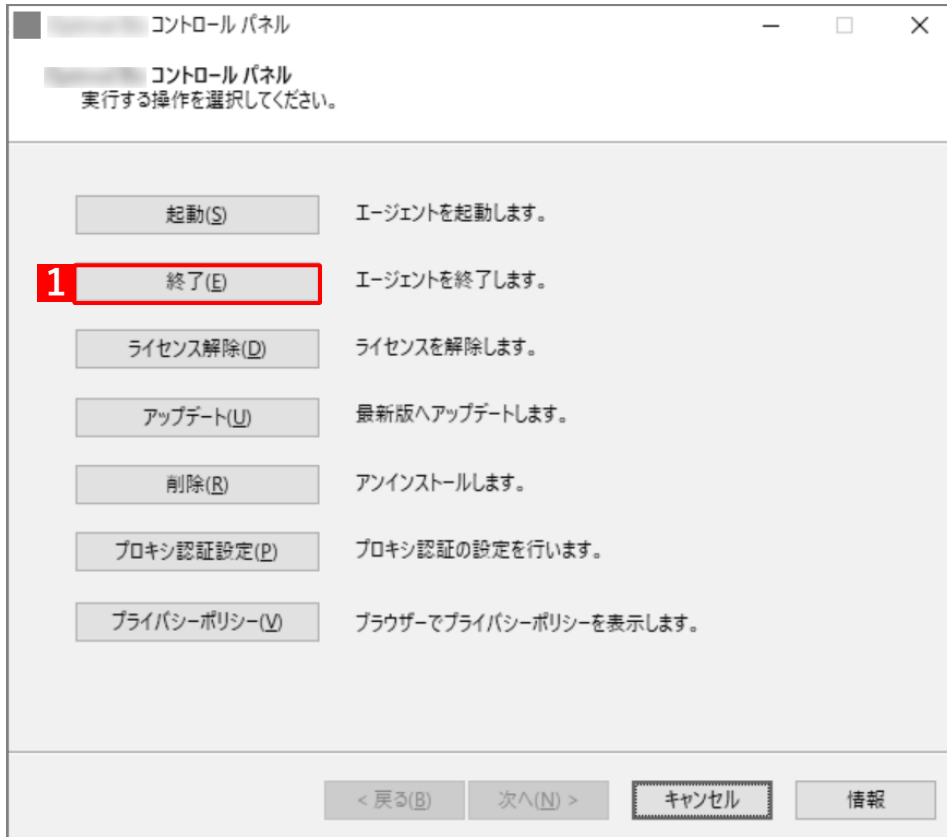 コントロール パネル
コントロール パネル
実行する操作を選択してください。
起動(S) エージェントを起動します。
1 終了(E) エージェントを終了します。
ライセンス解除(D) ライセンスを解除します。
アップデート(U) 最新版へアップデートします。
削除(R) アンインストールします。
プロキシ認証設定(P) プロキシ認証の設定を行います。
プライバシーポリシー(V) ブラウザーでプライバシーポリシーを表示します。
< 戻る(B) 次へ(N) > キャンセル 情報